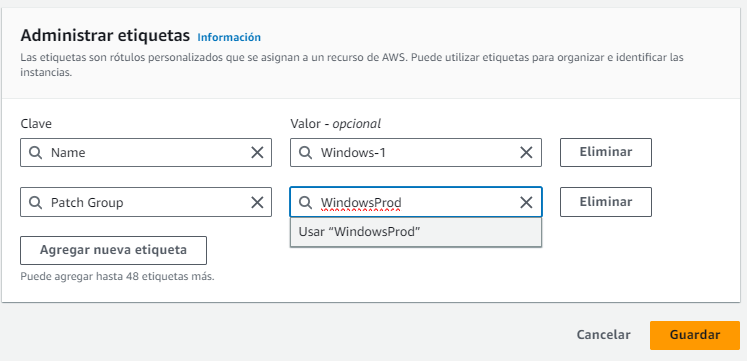 Administrar etiquetas Información
Las etiquetas son rótulos personalizados que se asignan a un recurso de AWS. Puede utilizar etiquetas para organizar e identificar las
instancias.
Clave Valor - opcional
Name Windows-1 Eliminar
Patch Group WindowsProd Eliminar
Usar “WindowsProd”
Agregar nueva etiqueta
Puede agregar hasta 48 etiquetas más.
Cancelar Guardar